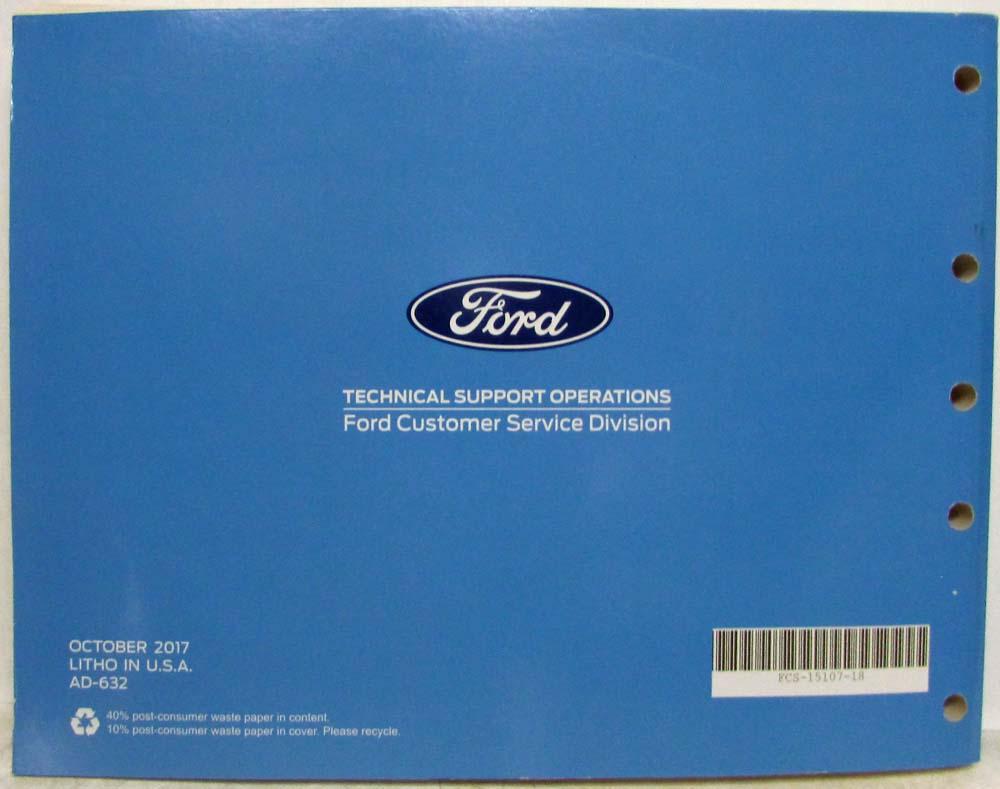 Ford
TECHNICAL SUPPORT OPERATIONS
Ford Customer Service Division
OCTOBER 2017
LITHO IN U.S.A.
AD-632
FCS-15107-18
40% post-consumer waste paper in content.
10% post-consumer waste paper in cover. Please recycle.